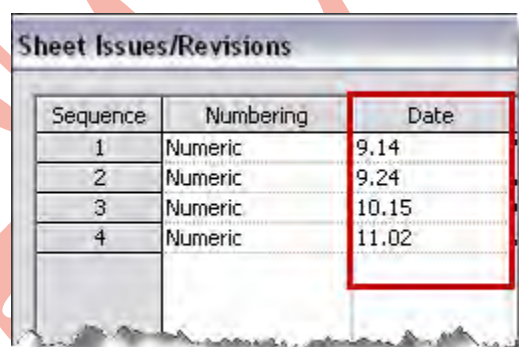 Sheet Issues/Revisions
Sequence Numbering Date
1 Numeric 9.14
2 Numeric 9.24
3 Numeric 10.15
4 Numeric 11.02